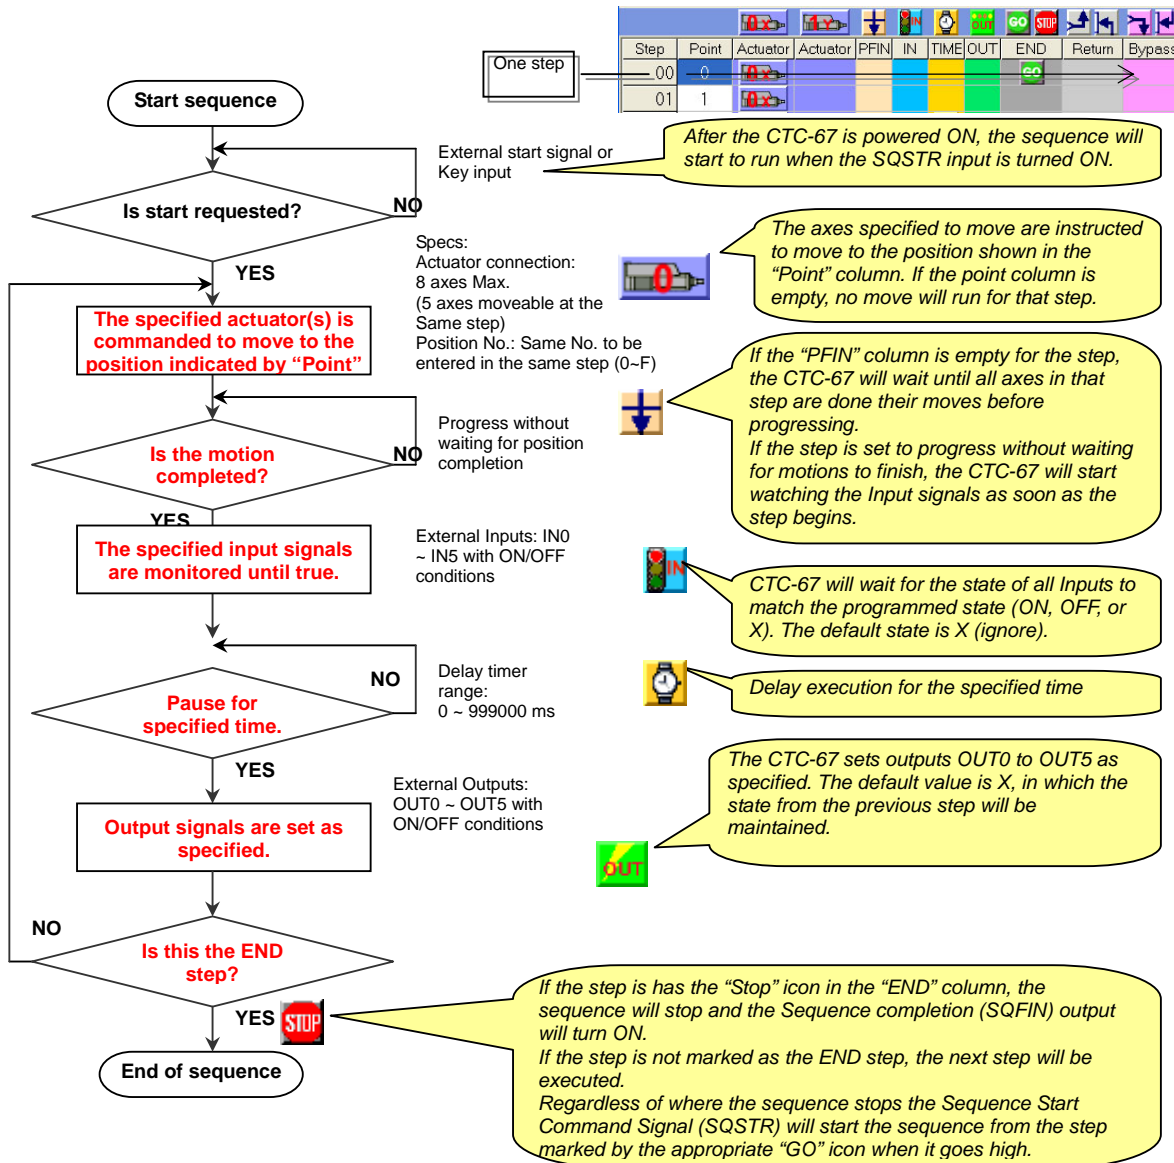 Step Point Actuator Actuator PFIN IN TIME OUT END Return Bypass
00 0 GO
01 1
One step
Start sequence
External start signal or
Key input
After the CTC-67 is powered ON, the sequence will
start to run when the SQSTR input is turned ON.
Is start requested?
NO
YES
Specs:
Actuator connection:
8 axes Max.
(5 axes moveable at the
Same step)
Position No.: Same No. to be
entered in the same step (0~F)
0
The axes specified to move are instructed
to move to the position shown in the
“Point” column. If the point column is
empty, no move will run for that step.
The specified actuator(s) is
commanded to move to the
position indicated by “Point”
If the “PFIN” column is empty for the step,
the CTC-67 will wait until all axes in that
step are done their moves before
progressing.
If the step is set to progress without waiting
for motions to finish, the CTC-67 will start
watching the Input signals as soon as the
step begins.
Progress without
waiting for position
completion
Is the motion
completed?
NO
YES
The specified input signals
are monitored until true.
External Inputs: IN0
~ IN5 with ON/OFF
conditions
IN
CTC-67 will wait for the state of all Inputs to
match the programmed state (ON, OFF, or
X). The default state is X (ignore).
Pause for
specified time.
NO
YES
Delay timer
range:
0 ~ 999000 ms
Delay execution for the specified time
The CTC-67 sets outputs OUT0 to OUT5 as
specified. The default value is X, in which the
state from the previous step will be
maintained.
External Outputs:
OUT0 ~ OUT5 with
ON/OFF conditions
Output signals are set as
specified.
OUT
NO
Is this the END
step?
YES
STOP
If the step is has the “Stop” icon in the “END” column, the
sequence will stop and the Sequence completion (SQFIN) output
will turn ON.
If the step is not marked as the END step, the next step will be
executed.
Regardless of where the sequence stops the Sequence Start
Command Signal (SQSTR) will start the sequence from the step
marked by the appropriate “GO” icon when it goes high.
End of sequence